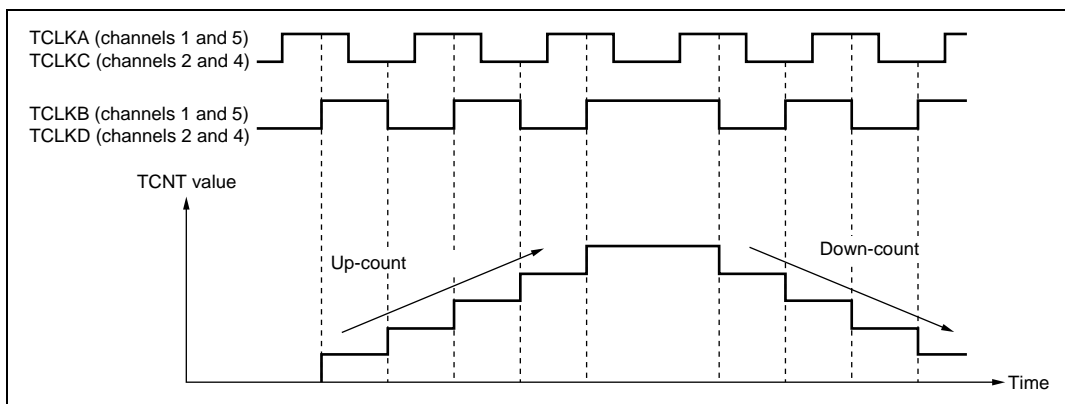 TCLKA (channels 1 and 5)
TCLKC (channels 2 and 4)
TCLKB (channels 1 and 5)
TCLKD (channels 2 and 4)
TCNT value
Up-count
Down-count
Time